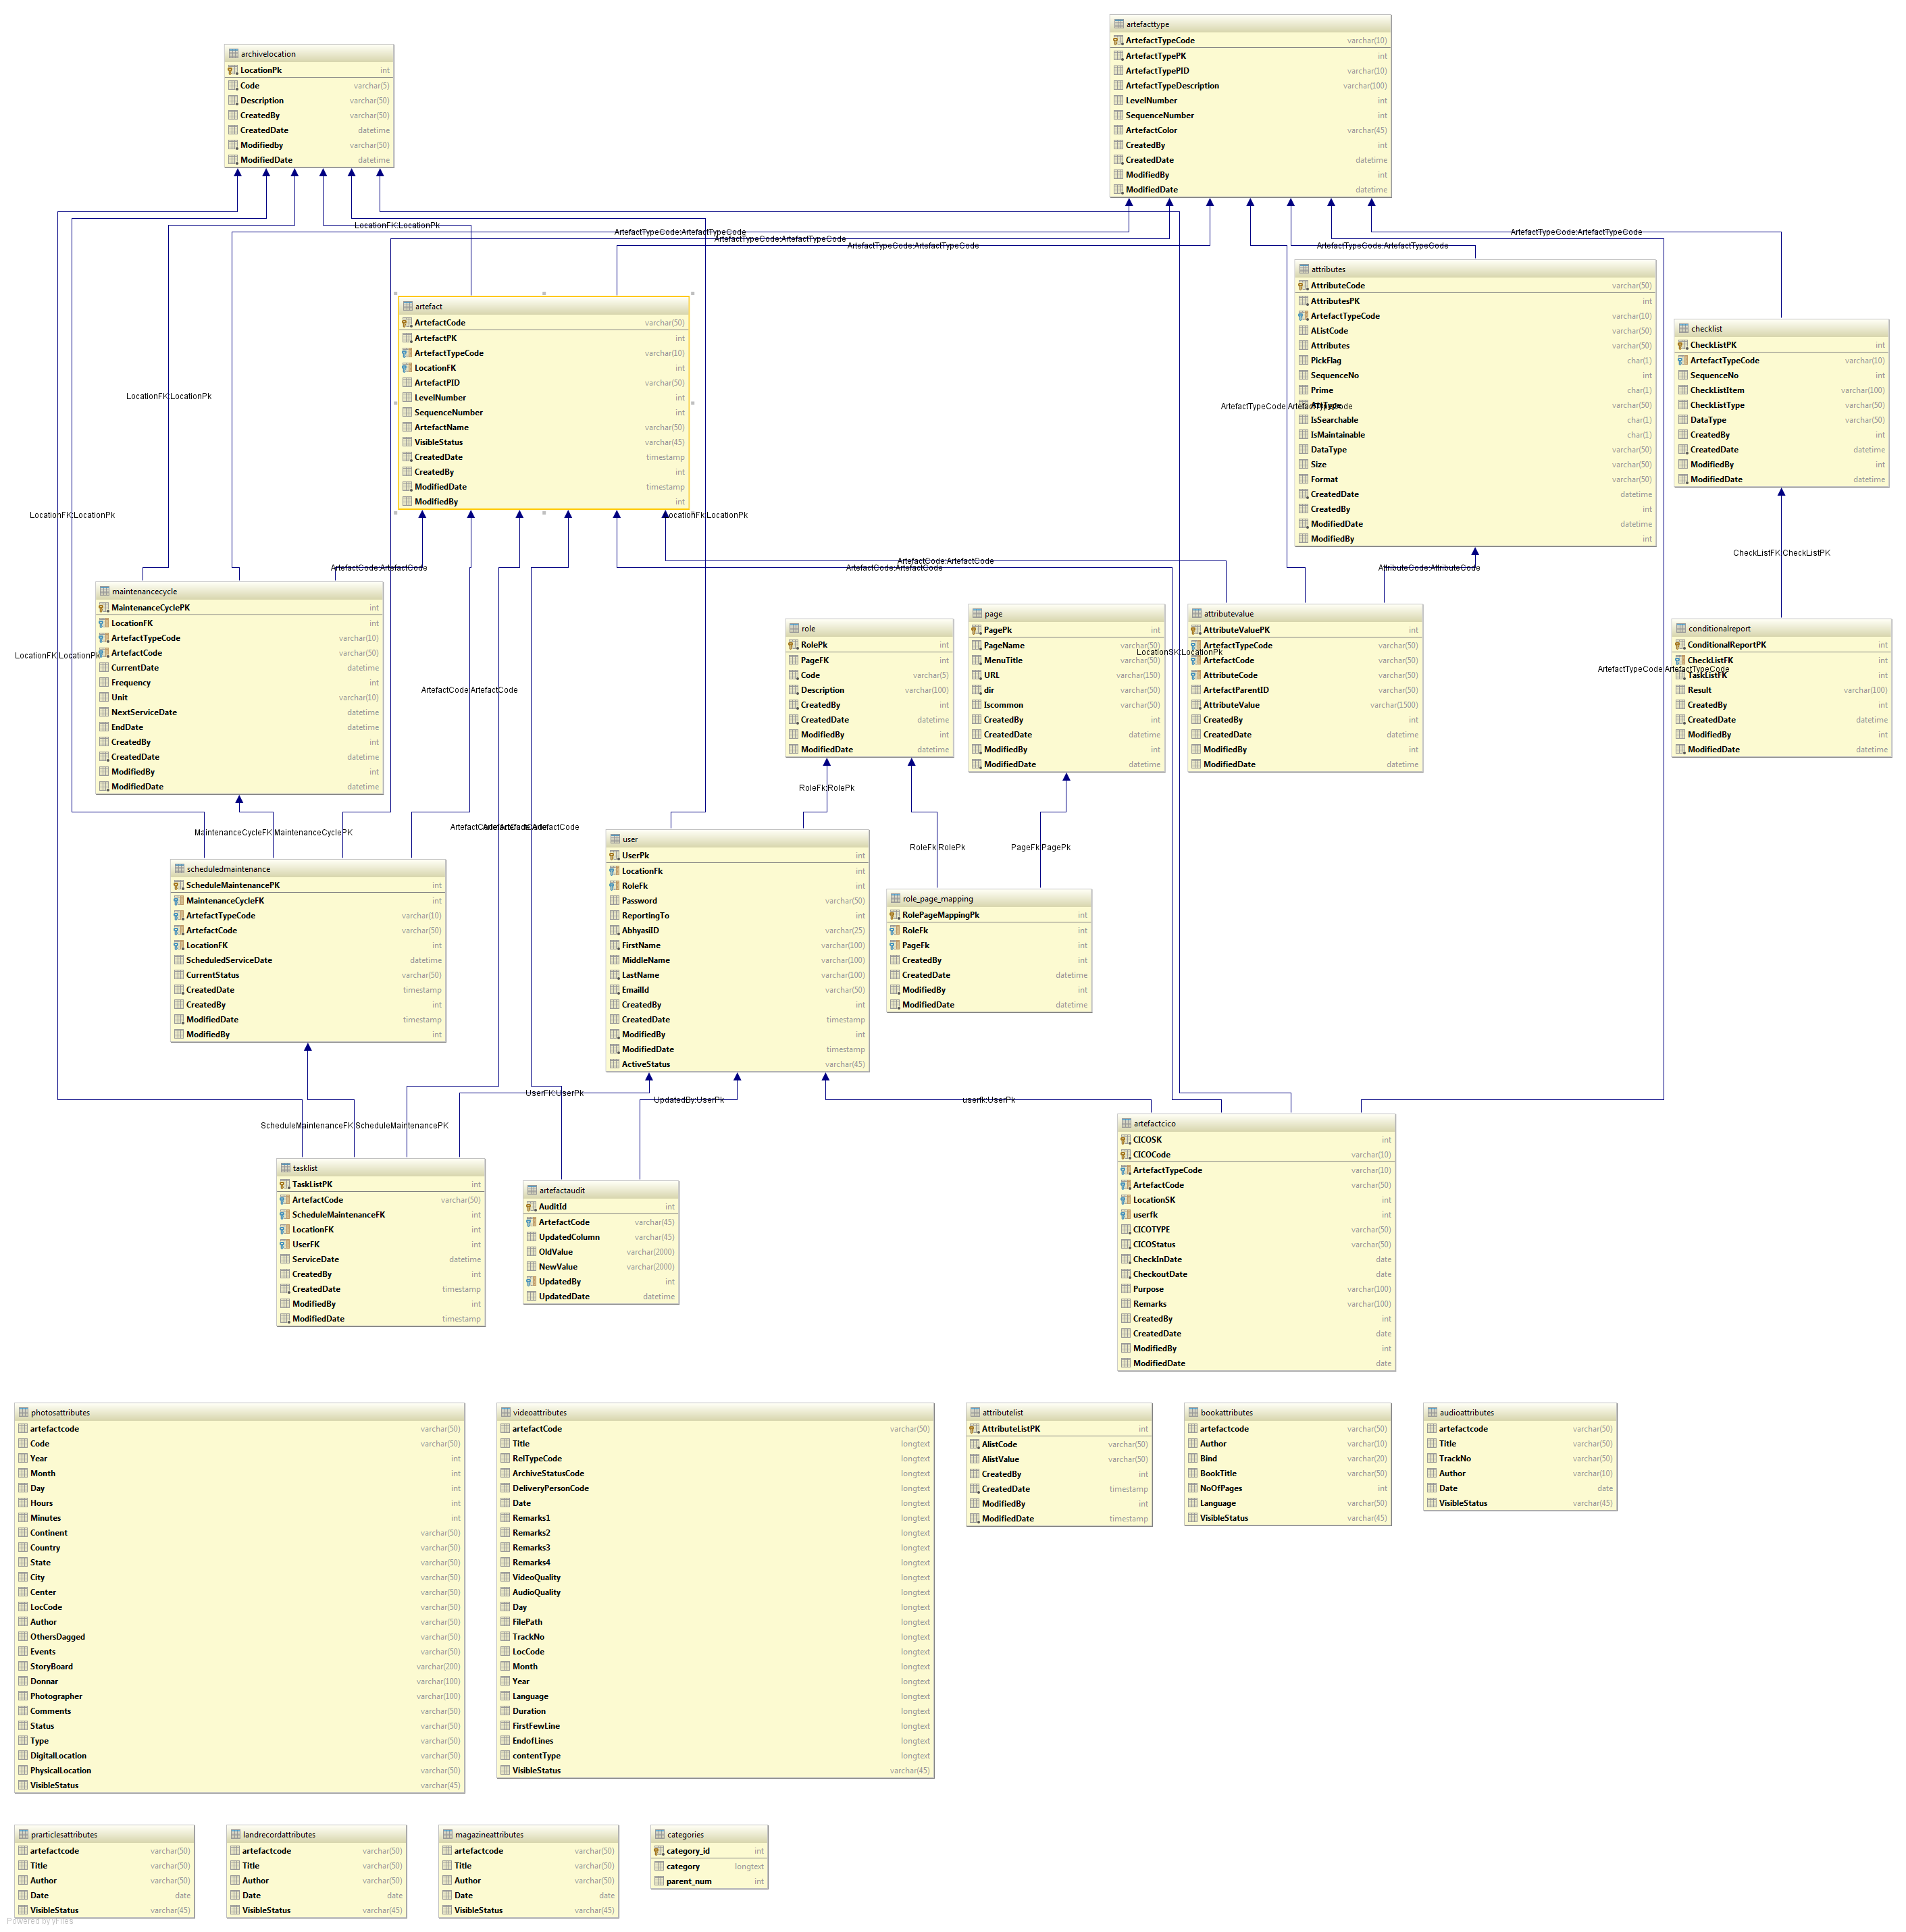 artefacttype
ArtefactTypeCode varchar(10)
ArtefactTypePK int
ArtefactTypePID varchar(10)
ArtefactTypeDescription varchar(100)
LevelNumber int
SequenceNumber int
ArtefactColor varchar(45)
CreatedBy int
CreatedDate datetime
ModifiedBy int
ModifiedDate datetime
archivelocation
LocationPk int
Code varchar(5)
Description varchar(50)
CreatedBy varchar(50)
CreatedDate datetime
Modifiedby varchar(50)
ModifiedDate datetime
LocationFK:LocationPk
ArtefactTypeCode:ArtefactTypeCode
ArtefactTypeCode:ArtefactTypeCode
ArtefactTypeCode:ArtefactTypeCode
ArtefactTypeCode:ArtefactTypeCode
ArtefactTypeCode:ArtefactTypeCode
artefact
ArtefactCode varchar(50)
ArtefactPK int
ArtefactTypeCode varchar(10)
LocationFK int
ArtefactPID varchar(50)
LevelNumber int
SequenceNumber int
ArtefactName varchar(50)
VisibleStatus varchar(45)
CreatedDate timestamp
CreatedBy int
ModifiedDate timestamp
ModifiedBy int
attributes
AttributeCode varchar(50)
AttributesPK int
ArtefactTypeCode varchar(10)
AListCode varchar(50)
Attributes varchar(50)
PickFlag char(1)
SequenceNo int
Prime char(1)
varchar(50)
IsSearchable char(1)
IsMaintainable char(1)
DataType varchar(50)
Size varchar(50)
Format varchar(50)
CreatedDate datetime
CreatedBy int
ModifiedDate datetime
ModifiedBy int
checklist
CheckListPK int
ArtefactTypeCode varchar(10)
SequenceNo int
CheckListItem varchar(100)
CheckListType varchar(50)
DataType varchar(50)
CreatedBy int
CreatedDate datetime
ModifiedBy int
ModifiedDate datetime
LocationFK:LocationPk
ArtefactTypeCode:ArtefactTypeCode
LocationFK:LocationPk
LocationFk:LocationPk
CheckListFK:CheckListPK
ArtefactCode:ArtefactCode
ArtefactCode:ArtefactCode
ArtefactCode:ArtefactCode
AttributeCode:AttributeCode
maintenancecycle
MaintenanceCyclePK int
LocationFK int
ArtefactTypeCode varchar(10)
ArtefactCode varchar(50)
CurrentDate datetime
Frequency int
Unit varchar(10)
NextServiceDate datetime
EndDate datetime
CreatedBy int
CreatedDate datetime
ModifiedBy int
ModifiedDate datetime
role
RolePk int
PageFK int
Code varchar(5)
Description varchar(100)
CreatedBy int
CreatedDate datetime
ModifiedBy int
ModifiedDate datetime
page
PagePk int
PageName varchar(50)
MenuTitle varchar(50)
URL varchar(150)
dir varchar(50)
Iscommon varchar(50)
CreatedBy int
CreatedDate datetime
ModifiedBy int
ModifiedDate datetime
attributevalue
AttributeValuePK int
ArtefactTypeCode varchar(50)
ArtefactCode varchar(50)
AttributeCode varchar(50)
ArtefactParentID varchar(50)
AttributeValue varchar(1500)
CreatedBy int
CreatedDate datetime
ModifiedBy int
ModifiedDate datetime
conditionalreport
ConditionalReportPK int
CheckListFK int
TaskListFK int
Result varchar(100)
CreatedBy int
CreatedDate datetime
ModifiedBy int
ModifiedDate datetime
LocationFK:LocationPk
LocationSK:LocationPk
ArtefactTypeCode:ArtefactTypeCode
ArtefactCode:ArtefactCode
RoleFk:RolePk
MaintenanceCycleFK:MaintenanceCyclePK
ArtefactCode:ArtefactCode
RoleFk:RolePk
PageFk:PagePk
scheduledmaintenance
ScheduleMaintenancePK int
MaintenanceCycleFK int
ArtefactTypeCode varchar(10)
ArtefactCode varchar(50)
LocationFK int
ScheduledServiceDate datetime
CurrentStatus varchar(50)
CreatedDate timestamp
CreatedBy int
ModifiedDate timestamp
ModifiedBy int
user
UserPk int
LocationFk int
RoleFk int
Password varchar(50)
ReportingTo int
AbhyasiID varchar(25)
FirstName varchar(100)
MiddleName varchar(100)
LastName varchar(100)
EmailId varchar(50)
CreatedBy int
CreatedDate timestamp
ModifiedBy int
ModifiedDate timestamp
ActiveStatus varchar(45)
role_page_mapping
RolePageMappingPk int
RoleFk int
PageFk int
CreatedBy int
CreatedDate datetime
ModifiedBy int
ModifiedDate datetime
UserFK:UserPk
UpdatedBy:UserPk
userfk:UserPk
ScheduleMaintenanceFK:ScheduleMaintenancePK
tasklist
TaskListPK int
ArtefactCode varchar(50)
ScheduleMaintenanceFK int
LocationFK int
UserFK int
ServiceDate datetime
CreatedBy int
CreatedDate timestamp
ModifiedBy int
ModifiedDate timestamp
artefactaudit
AuditId int
ArtefactCode varchar(45)
UpdatedColumn varchar(45)
OldValue varchar(2000)
NewValue varchar(2000)
UpdatedBy int
UpdatedDate datetime
artefactcico
CICOSK int
CICOCode varchar(10)
ArtefactTypeCode varchar(10)
ArtefactCode varchar(50)
LocationSK int
userfk int
CICOTYPE varchar(50)
CICOStatus varchar(50)
CheckInDate date
CheckoutDate date
Purpose varchar(100)
Remarks varchar(100)
CreatedBy int
CreatedDate date
ModifiedBy int
ModifiedDate date
photosattributes
artefactcode varchar(50)
Code varchar(50)
Year int
Month int
Day int
Hours int
Minutes int
Continent varchar(50)
Country varchar(50)
State varchar(50)
City varchar(50)
Center varchar(50)
LocCode varchar(50)
Author varchar(50)
OthersDagged varchar(50)
Events varchar(50)
StoryBoard varchar(200)
Donnar varchar(100)
Photographer varchar(100)
Comments varchar(50)
Status varchar(50)
Type varchar(50)
DigitalLocation varchar(50)
PhysicalLocation varchar(50)
VisibleStatus varchar(45)
videoattributes
artefactCode varchar(50)
Title longtext
RelTypeCode longtext
ArchiveStatusCode longtext
DeliveryPersonCode longtext
Date longtext
Remarks1 longtext
Remarks2 longtext
Remarks3 longtext
Remarks4 longtext
VideoQuality longtext
AudioQuality longtext
Day longtext
FilePath longtext
TrackNo longtext
LocCode longtext
Month longtext
Year longtext
Language longtext
Duration longtext
FirstFewLine longtext
EndofLines longtext
contentType longtext
VisibleStatus varchar(45)
attributelist
AttributeListPK int
AlistCode varchar(50)
AlistValue varchar(50)
CreatedBy int
CreatedDate timestamp
ModifiedBy int
ModifiedDate timestamp
bookattributes
artefactcode varchar(50)
Author varchar(10)
Bind varchar(20)
BookTitle varchar(50)
NoOfPages int
Language varchar(50)
VisibleStatus varchar(45)
audioattributes
artefactcode varchar(50)
Title varchar(50)
TrackNo varchar(50)
Author varchar(10)
Date date
VisibleStatus varchar(45)
prarticlesattributes
artefactcode varchar(50)
Title varchar(50)
Author varchar(50)
Date date
VisibleStatus varchar(45)
landrecordattributes
artefactcode varchar(50)
Title varchar(50)
Author varchar(50)
Date date
VisibleStatus varchar(45)
magazineattributes
artefactcode varchar(50)
Title varchar(50)
Author varchar(50)
Date date
VisibleStatus varchar(45)
categories
category_id int
category longtext
parent_num int
Powered by yFiles